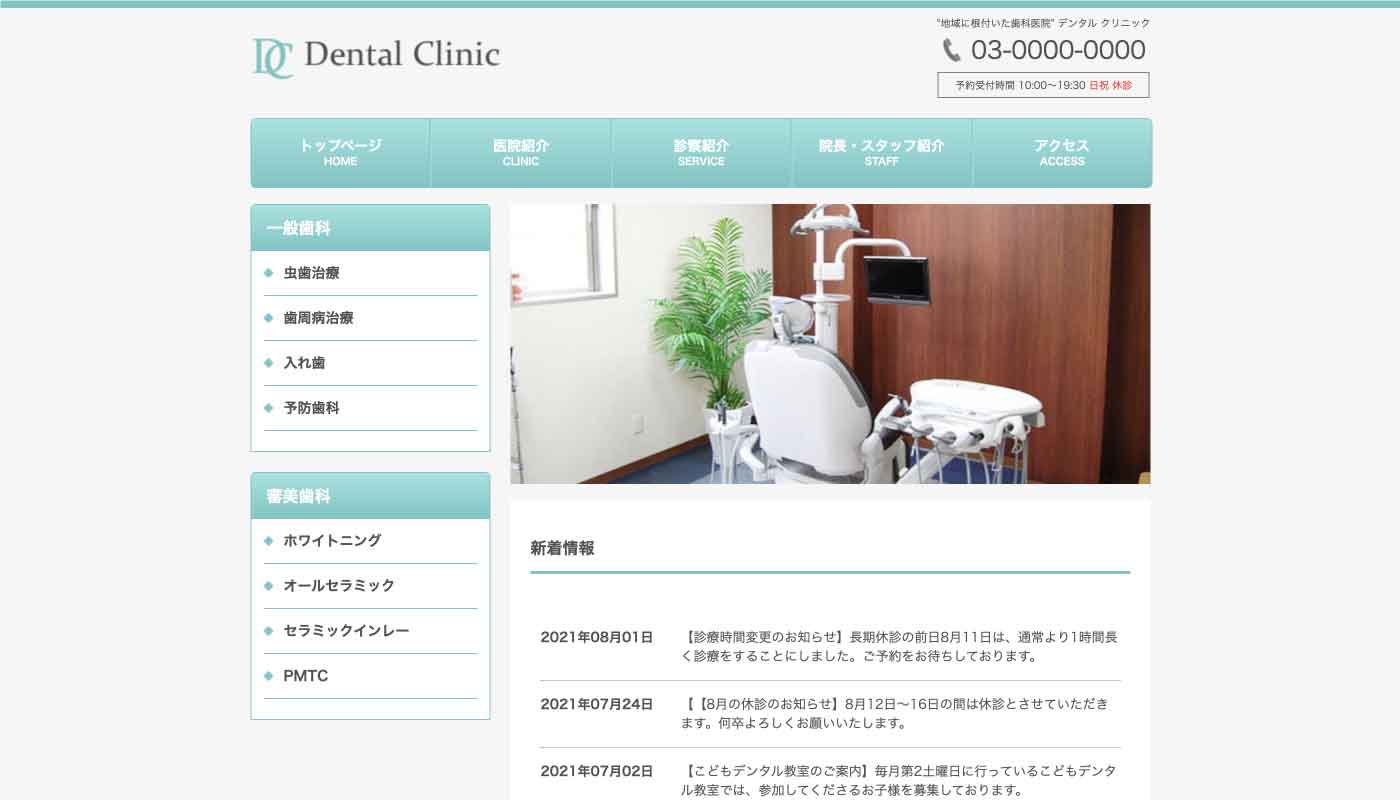 "地域に根付いた歯科医院" デンタル クリニック
DC Dental Clinic
03-0000-0000
予約受付時間 10:00〜19:30 日祝 休診
トップページ
HOME
医院紹介
CLINIC
診察紹介
SERVICE
院長・スタッフ紹介
STAFF
アクセス
ACCESS
一般歯科
虫歯治療
歯周病治療
入れ歯
予防歯科
審美歯科
ホワイトニング
オールセラミック
セラミックインレー
PMTC
新着情報
2021年08月01日
【診療時間変更のお知らせ】長期休診の前日8月11日は、通常より1時間長
く診療をすることにしました。ご予約をお待ちしております。
2021年07月24日
【【8月の休診のお知らせ】8月12日〜16日の間は休診とさせていただき
ます。何卒よろしくお願いいたします。
2021年07月02日
【こどもデンタル教室のご案内】毎月第2土曜日に行っているこどもデンタ
ル教室では、参加してくださるお子様を募集しております。